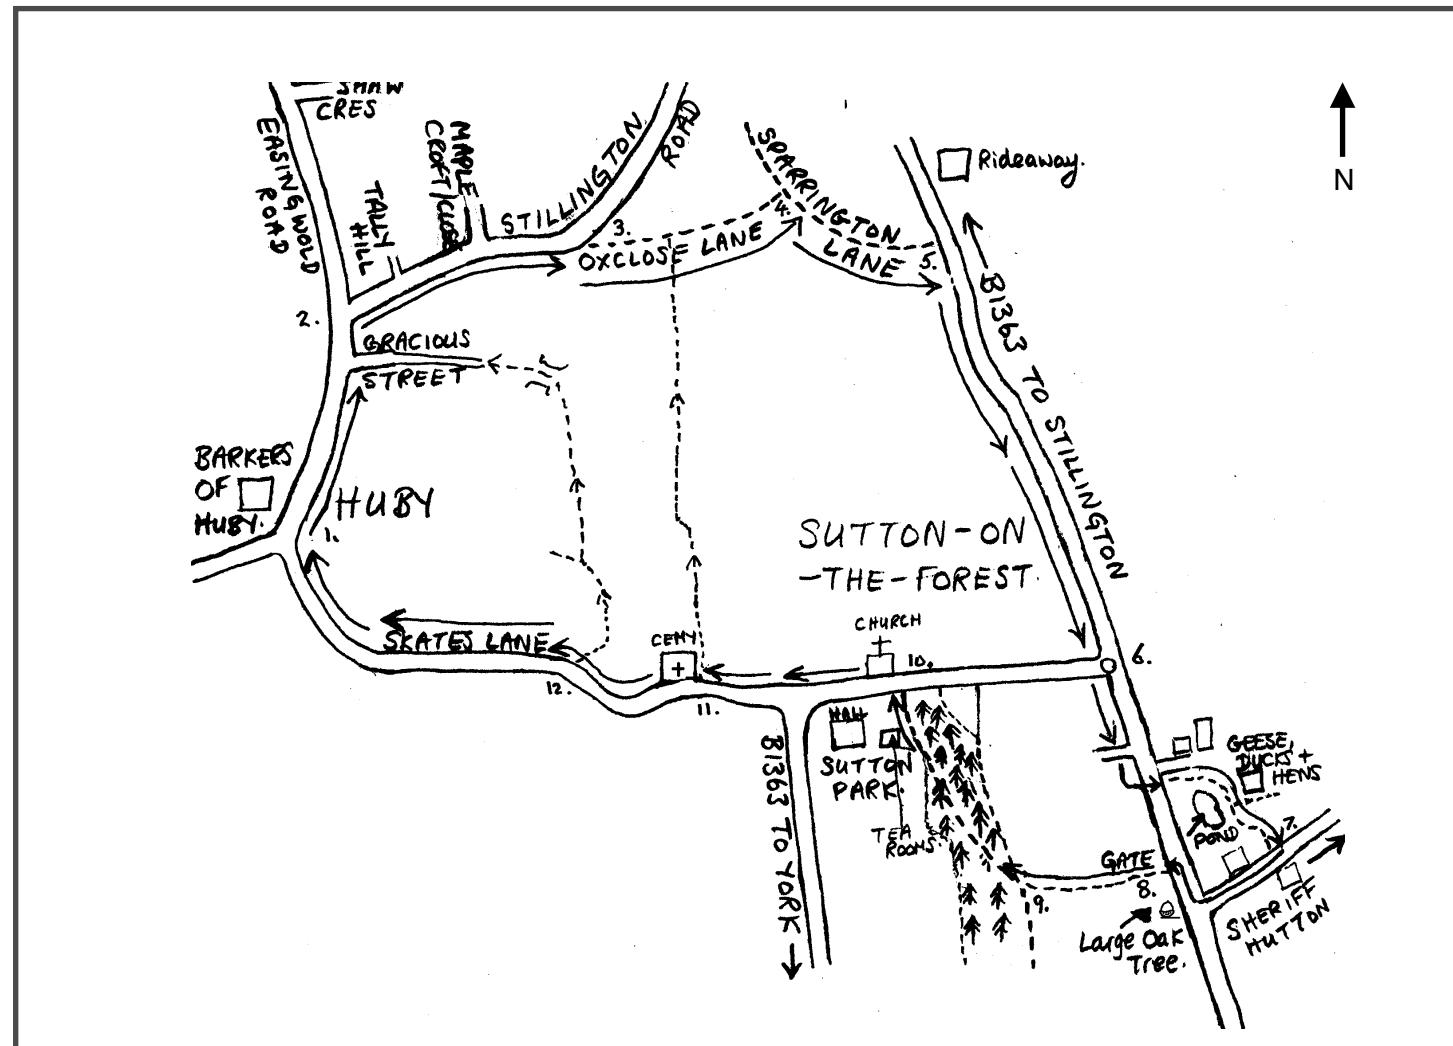 SHAW
CRES
EASINGWOLD
ROAD
TALLY
HILL
MAPLE
CROFT/CLOSE
STILLINGTON
ROAD
SPARRINGTON
LANE
Rideaway.
N
3.
4.
5.
OXCLOSE LANE
B1363 TO STILLINGTON
2.
GRACIOUS
STREET
BARKERS
OF
HUBY.
HUBY
1.
SUTTON-ON
-THE-FOREST.
SKATES LANE
CEMY
CHURCH
10.
6.
12.
11.
HALL
SUTTON
PARK.
TEA
ROOMS.
B1363 TO YORK
GEESE,
DUCKS +
HENS
POND
7.
GATE
8.
9.
Large Oak
Tree.
SHERIFF
HUTTON